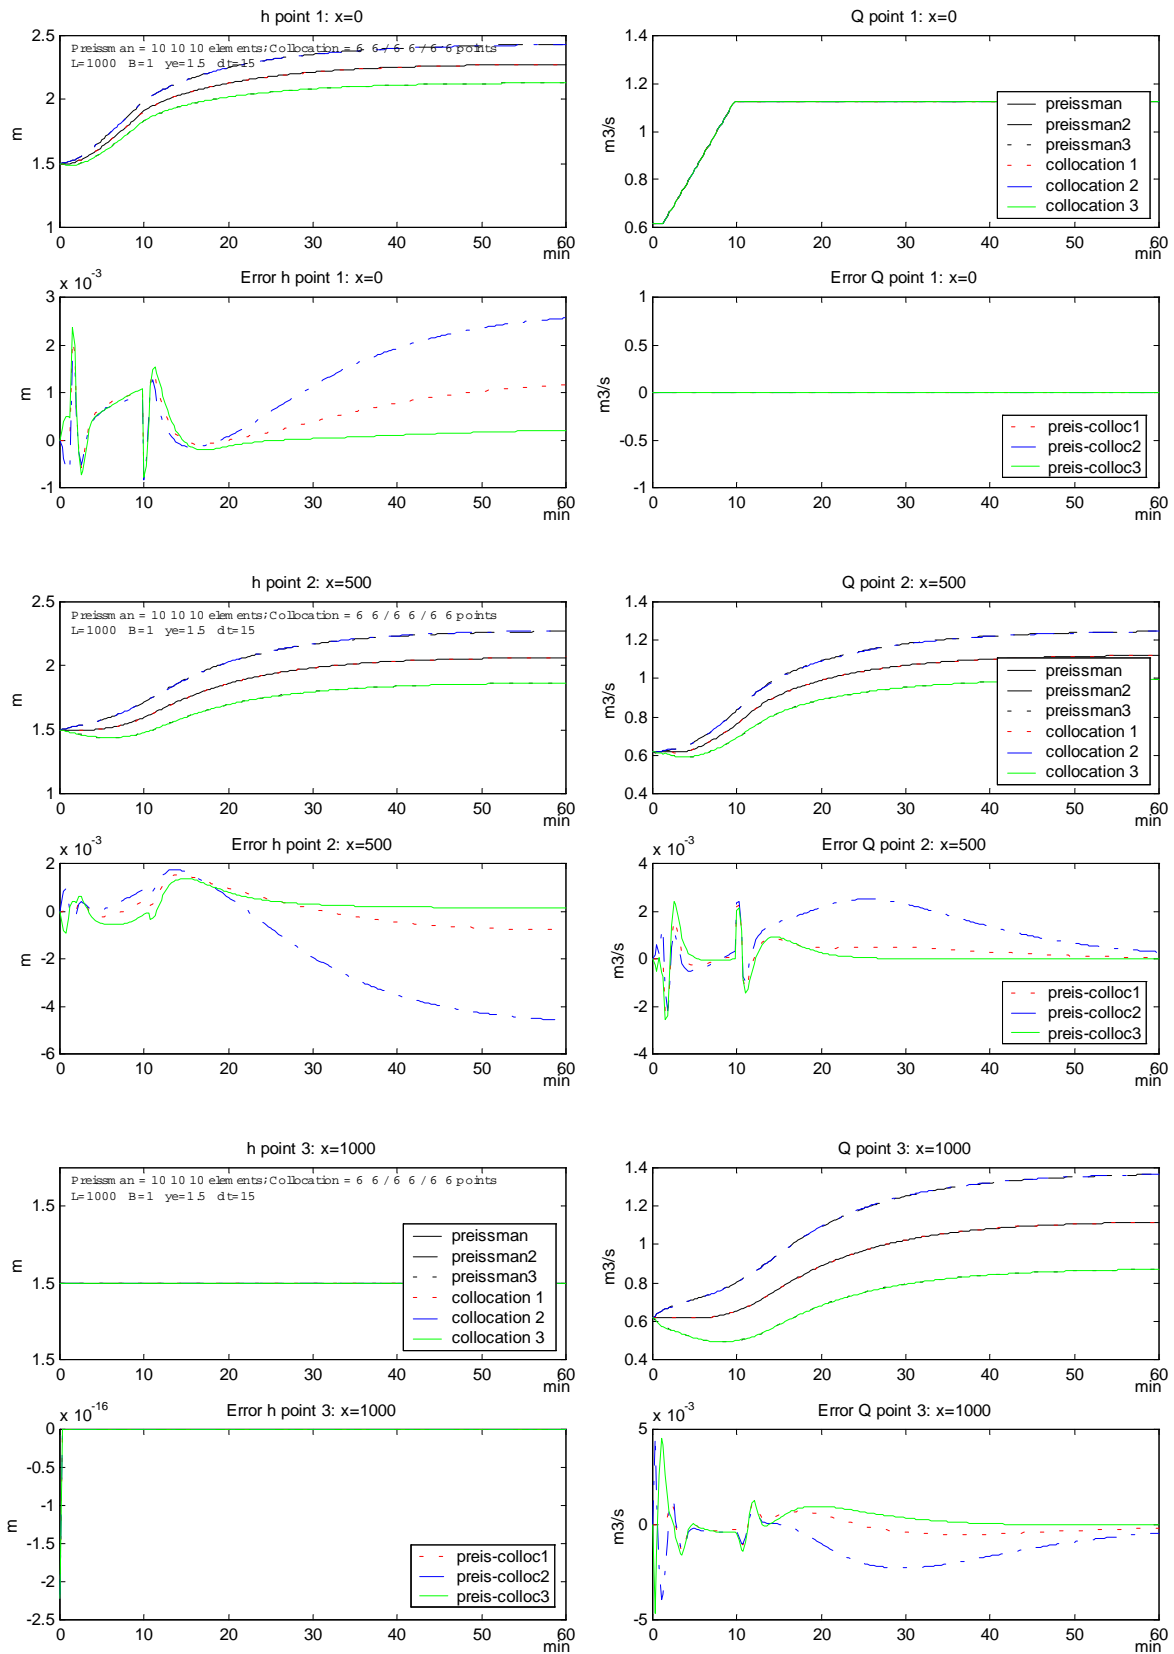 h point 1: x=0
2.5
2
1.5
1
m
Preissman = 10 10 10 elements;Collocation = 6 6 / 6 6 / 6 6 points
L=1000 B=1 ye=1.5 dt=15
0 10 20 30 40 50 60
min
Q point 1: x=0
1.4
1.2
1
0.8
0.6
m3/s
preissman
preissman2
preissman3
collocation 1
collocation 2
collocation 3
0 10 20 30 40 50 60
min
x 10-3
Error h point 1: x=0
3
2
1
0
-1
m
0 10 20 30 40 50 60
min
Error Q point 1: x=0
1
0.5
0
-0.5
-1
m3/s
preis-colloc1
preis-colloc2
preis-colloc3
0 10 20 30 40 50 60
min
h point 2: x=500
2.5
2
1.5
1
m
Preissman = 10 10 10 elements;Collocation = 6 6 / 6 6 / 6 6 points
L=1000 B=1 ye=1.5 dt=15
0 10 20 30 40 50 60
min
Q point 2: x=500
1.4
1.2
1
0.8
0.6
0.4
m3/s
preissman
preissman2
preissman3
collocation 1
collocation 2
collocation 3
0 10 20 30 40 50 60
min
x 10-3
Error h point 2: x=500
2
0
-2
-4
-6
m
0 10 20 30 40 50 60
min
x 10-3
Error Q point 2: x=500
4
2
0
-2
-4
m3/s
preis-colloc1
preis-colloc2
preis-colloc3
0 10 20 30 40 50 60
min
h point 3: x=1000
1.5
1.5
1.5
m
Preissman = 10 10 10 elements;Collocation = 6 6 / 6 6 / 6 6 points
L=1000 B=1 ye=1.5 dt=15
preissman
preissman2
preissman3
collocation 1
collocation 2
collocation 3
0 10 20 30 40 50 60
min
Q point 3: x=1000
1.4
1.2
1
0.8
0.6
0.4
m3/s
0 10 20 30 40 50 60
min
x 10-16
Error h point 3: x=1000
0
-0.5
-1
-1.5
-2
-2.5
m
preis-colloc1
preis-colloc2
preis-colloc3
0 10 20 30 40 50 60
min
x 10-3
Error Q point 3: x=1000
5
0
-5
m3/s
0 10 20 30 40 50 60
min